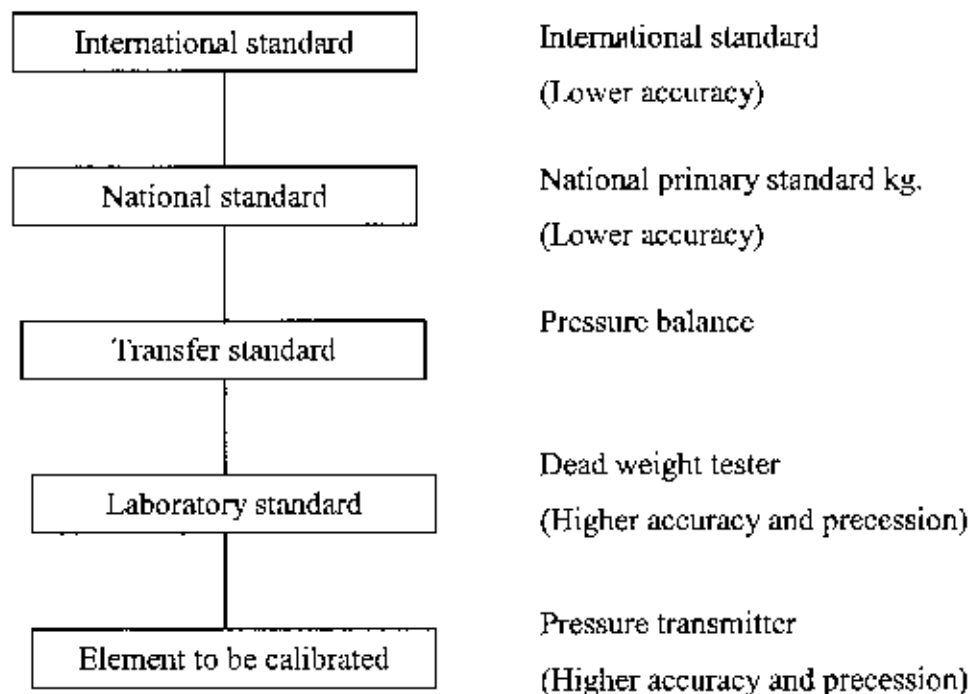 International standard
International standard
(Lower accuracy)
National standard
National primary standard kg.
(Lower accuracy)
Transfer standard
Pressure balance
Laboratory standard
Dead weight tester
(Higher accuracy and precession)
Element to be calibrated
Pressure transmitter
(Higher accuracy and precession)